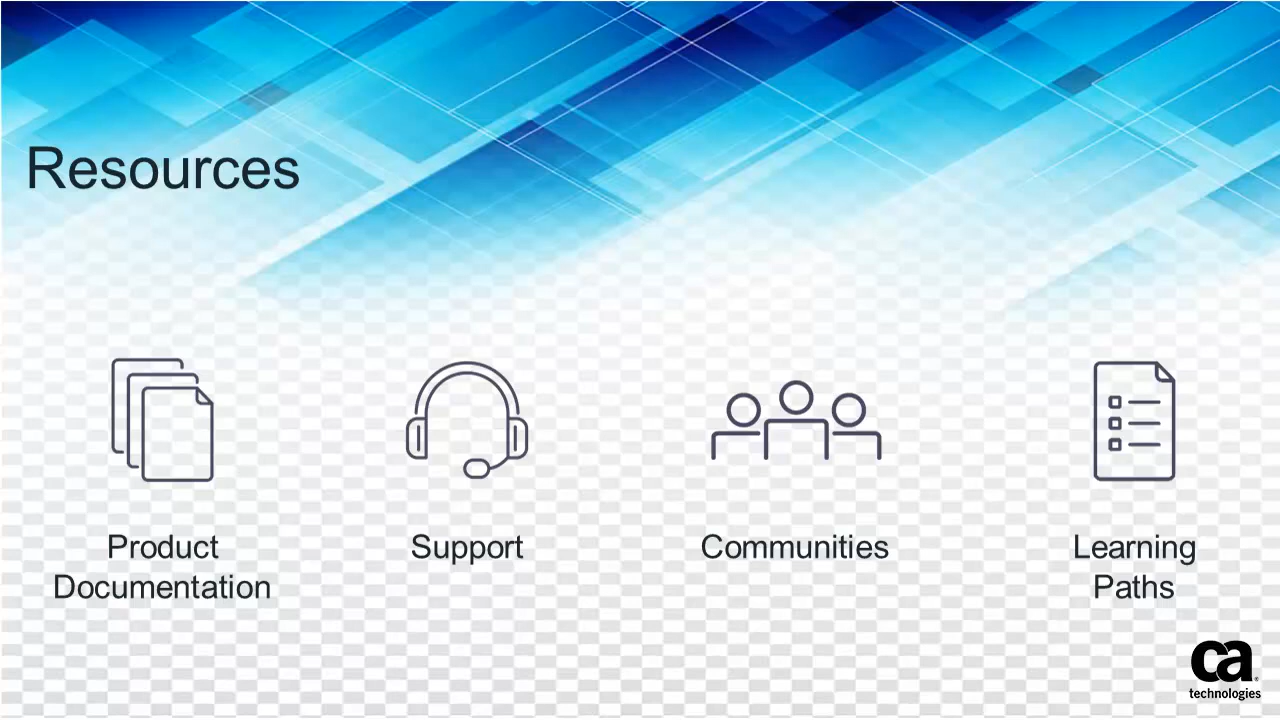 Resources
Product
Documentation
Support
Communities
Learning
Paths
ca
technologies